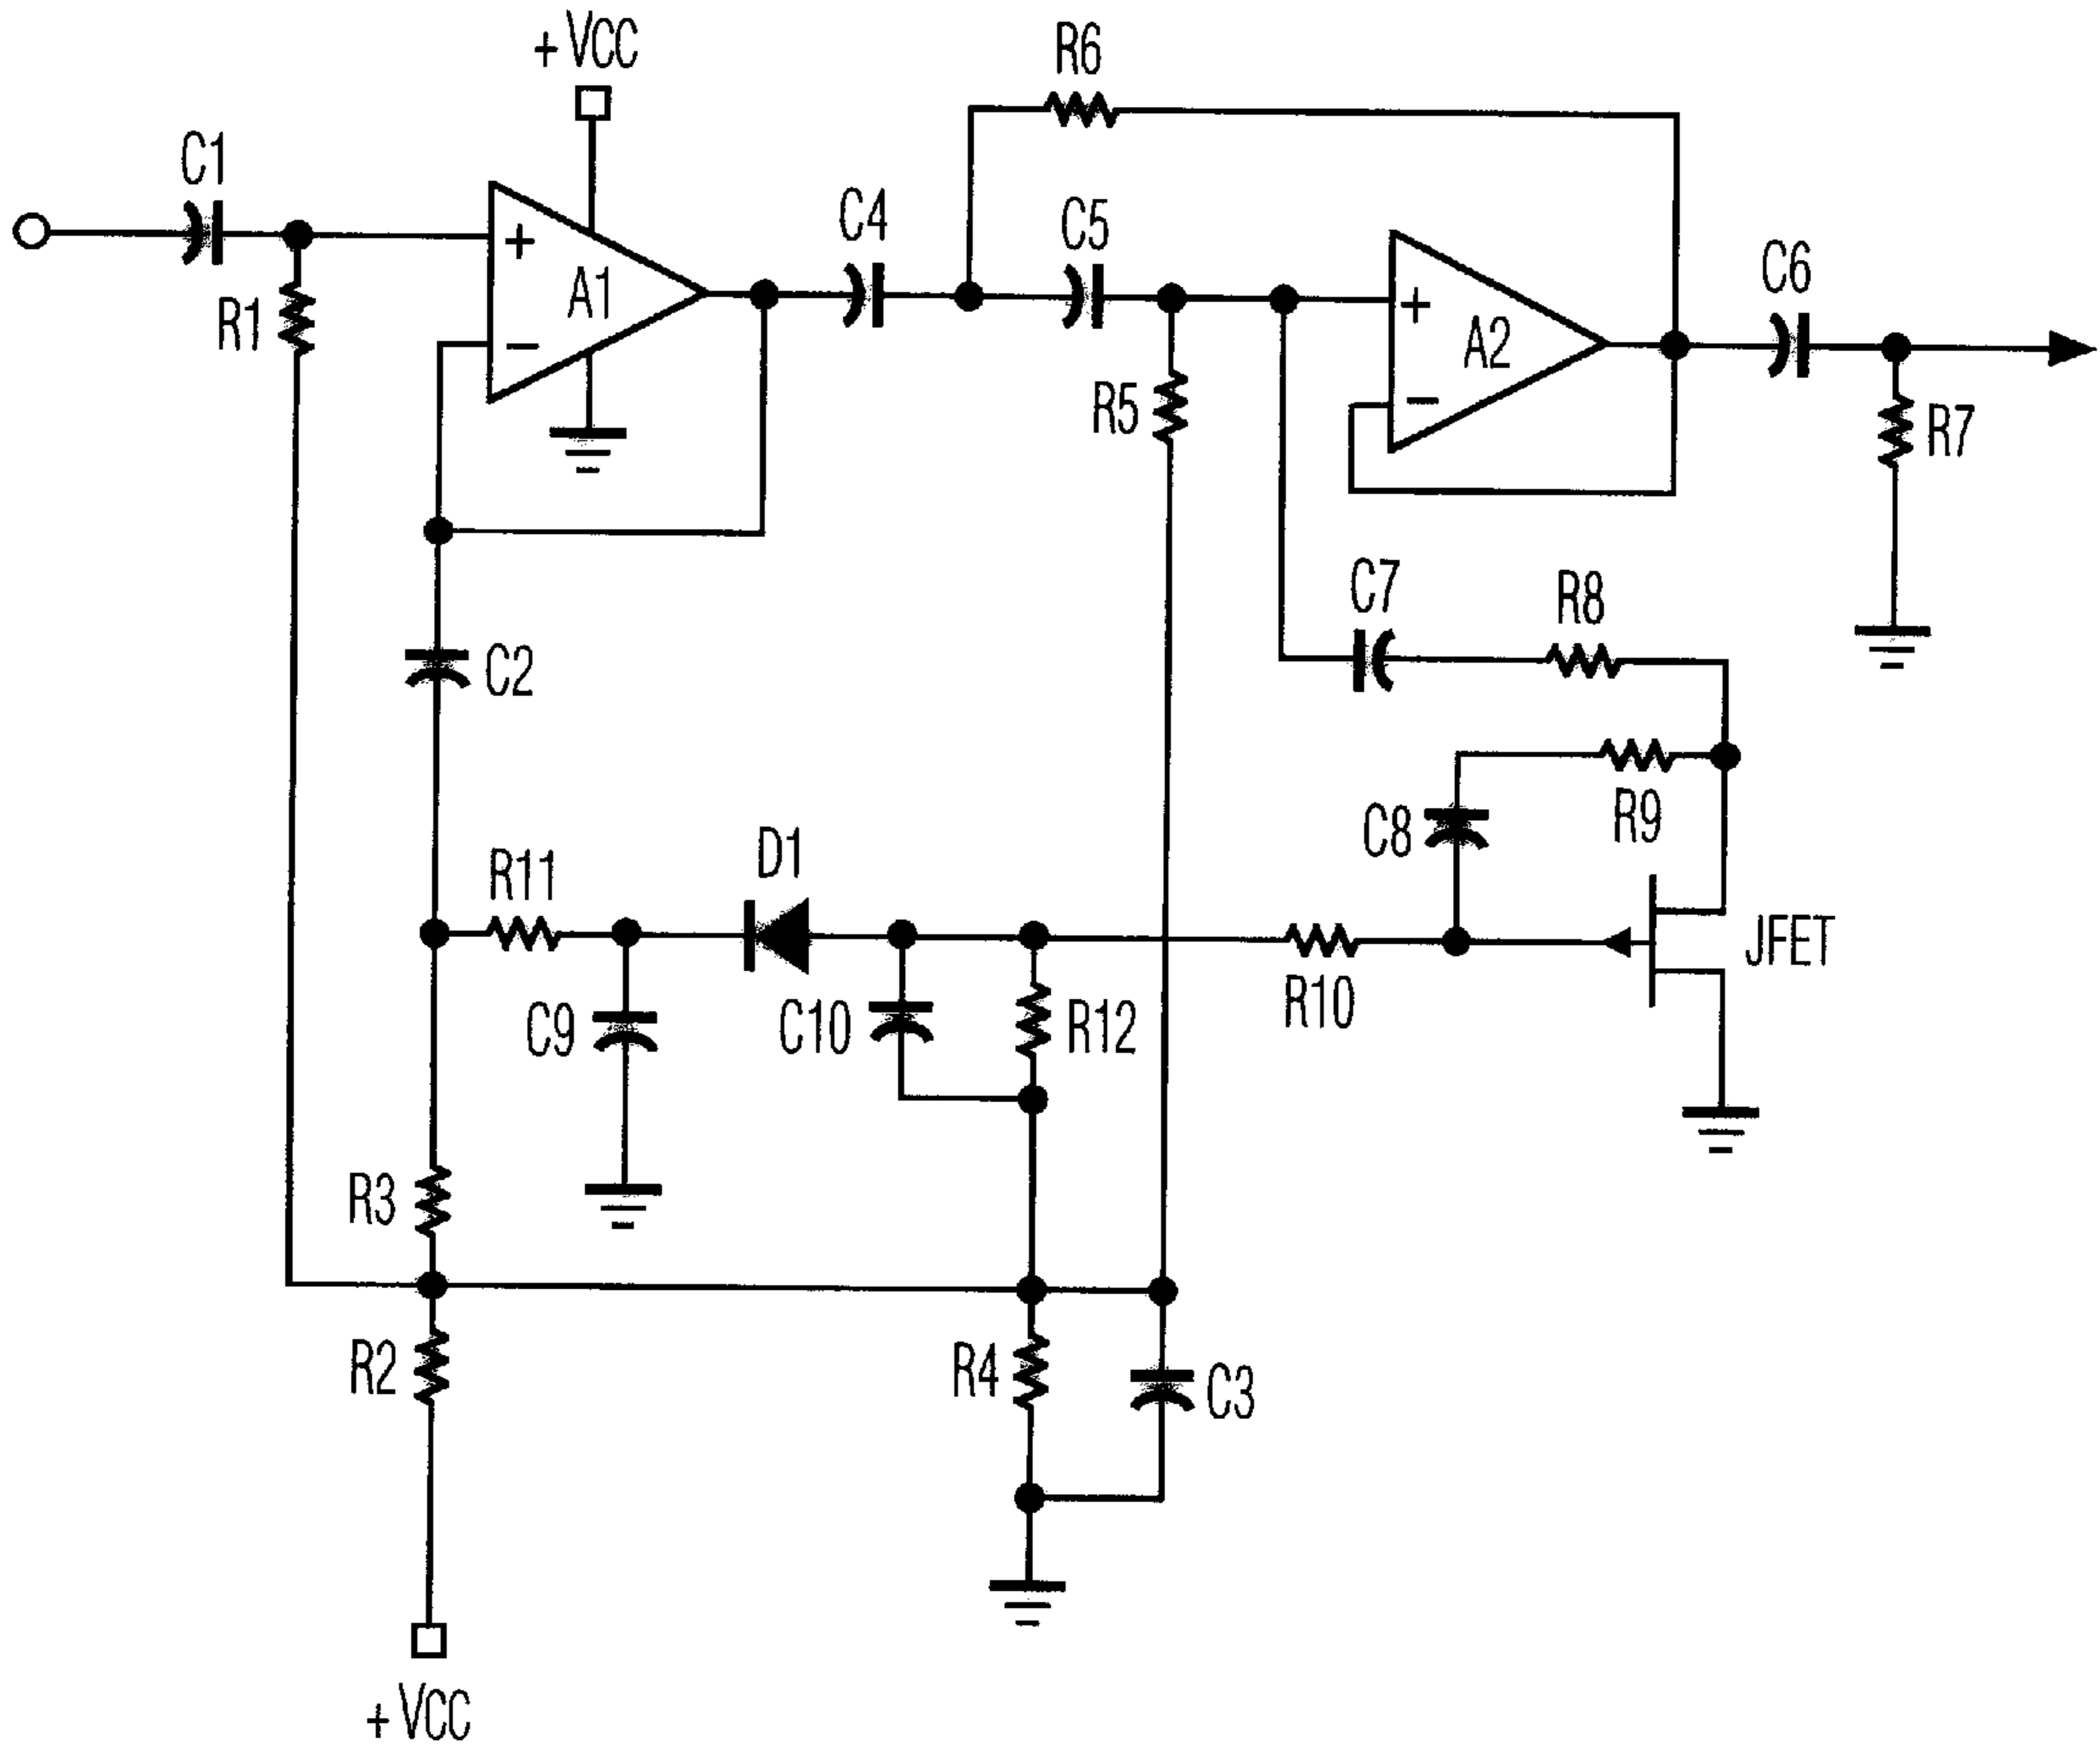 + VCC
R6
C1
C4
C5
C6
+
A1
−
R1
+
A2
−
R5
R7
C7
R8
C2
D1
R11
C8
R9
JFET
C9
C10
R12
R10
R3
R2
R4
C3
+ VCC